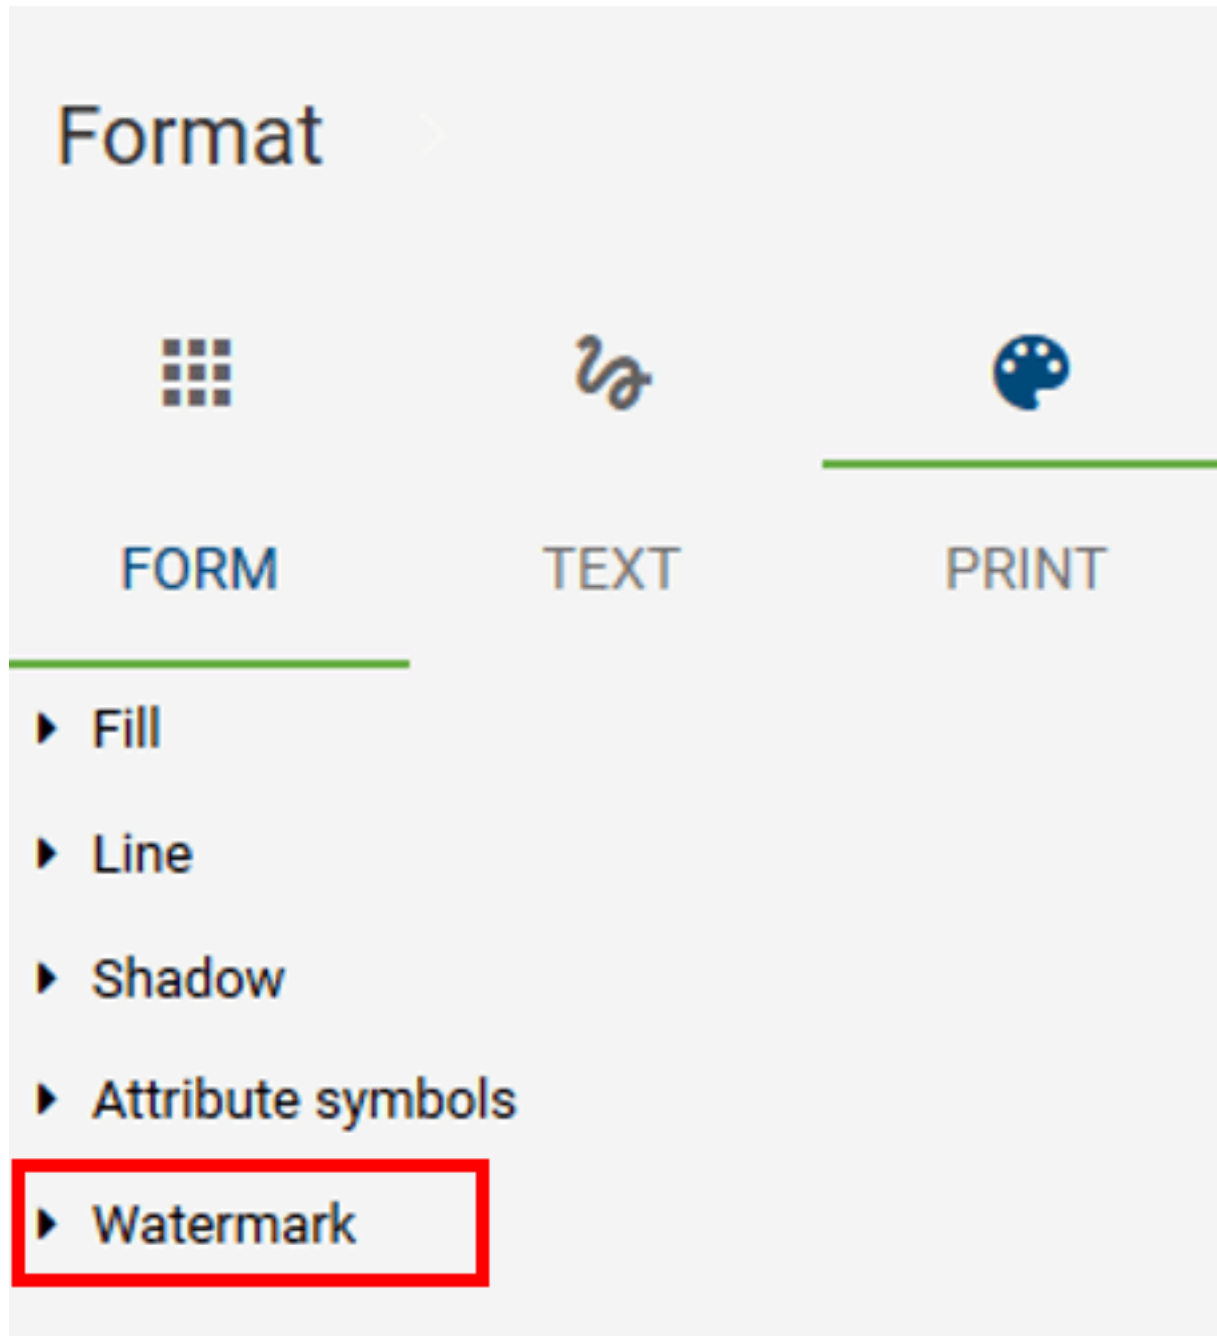 Format
FORM TEXT PRINT
Fill
Line
Shadow
Attribute symbols
Watermark